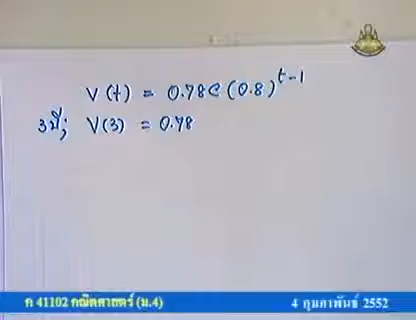 V(t) = 0.78C(0.8)^{t-1}
3ปี; V(3) = 0.78
ค 41102 คณิตศาสตร์ (ม.4)
4 กุมภาพันธ์ 2552